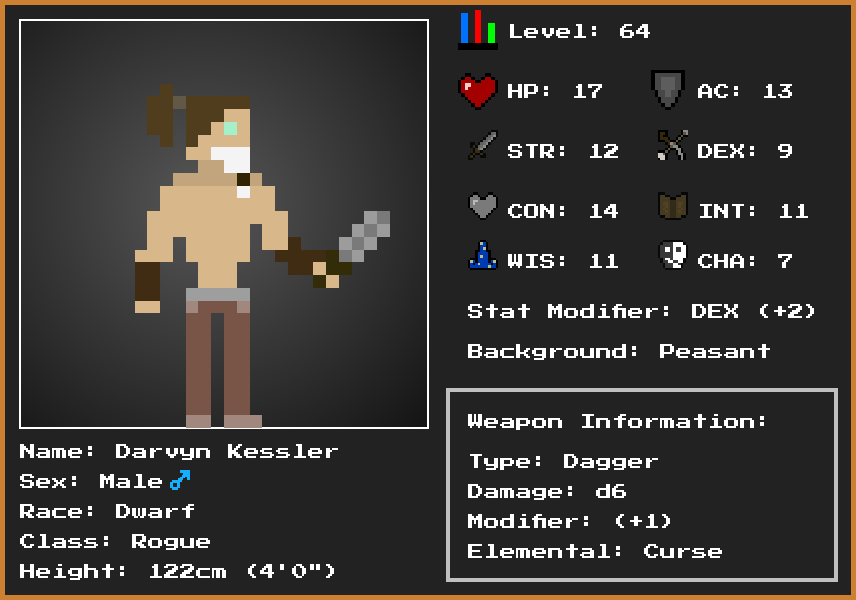 Level: 64
HP: 17
AC: 13
STR: 12
DEX: 9
CON: 14
INT: 11
WIS: 11
CHA: 7
Stat Modifier: DEX (+2)
Background: Peasant
Weapon Information:
Type: Dagger
Damage: d6
Modifier: (+1)
Elemental: Curse
Name: Darvyn Kessler
Sex: Male♂
Race: Dwarf
Class: Rogue
Height: 122cm (4'0")